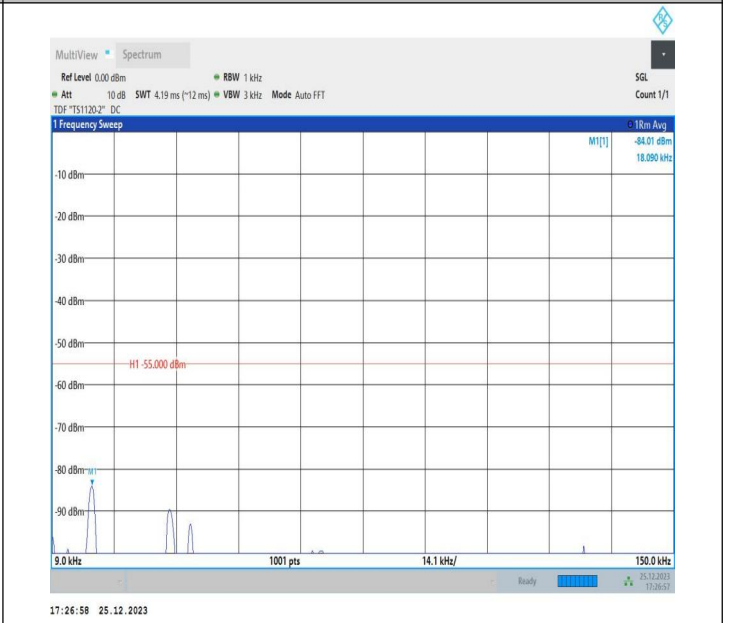 R S
MultiView Spectrum
Ref Level 0.00 dBm RBW 1 kHz SGL
Att 10 dB SWT 4.19 ms (~12 ms) VBW 3 kHz Mode Auto FFT Count 1/1
TDF "TS1120-2" DC
1 Frequency Sweep 1Rm Avg
M1[1] -84.01 dBm
18.090 kHz
-10 dBm
-20 dBm
-30 dBm
-40 dBm
-50 dBm
H1 -55.000 dBm
-60 dBm
-70 dBm
-80 dBm M1
-90 dBm
9.0 kHz 1001 pts 14.1 kHz/ 150.0 kHz
Ready 25.12.2023
17:26:57
17:26:58 25.12.2023